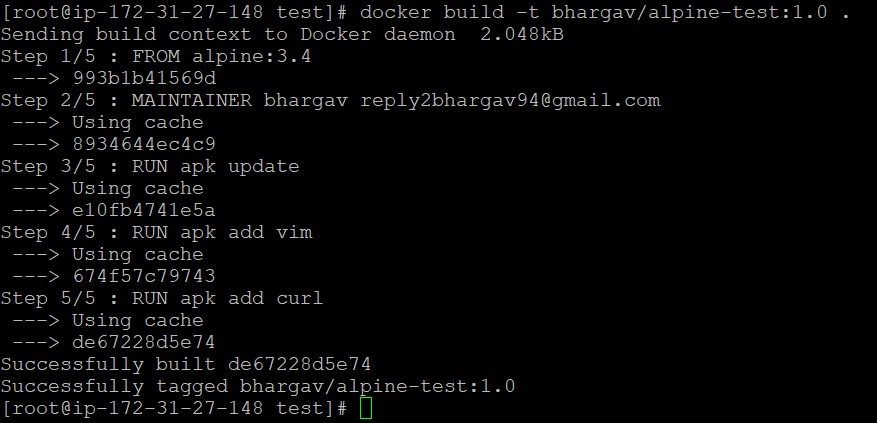 [root@ip-172-31-27-148 test]# docker build -t bhargav/alpine-test:1.0 .
Sending build context to Docker daemon  2.048kB
Step 1/5 : FROM alpine:3.4
 ---> 993b1b41569d
Step 2/5 : MAINTAINER bhargav reply2bhargav94@gmail.com
 ---> Using cache
 ---> 8934644ec4c9
Step 3/5 : RUN apk update
 ---> Using cache
 ---> e10fb4741e5a
Step 4/5 : RUN apk add vim
 ---> Using cache
 ---> 674f57c79743
Step 5/5 : RUN apk add curl
 ---> Using cache
 ---> de67228d5e74
Successfully built de67228d5e74
Successfully tagged bhargav/alpine-test:1.0
[root@ip-172-31-27-148 test]#